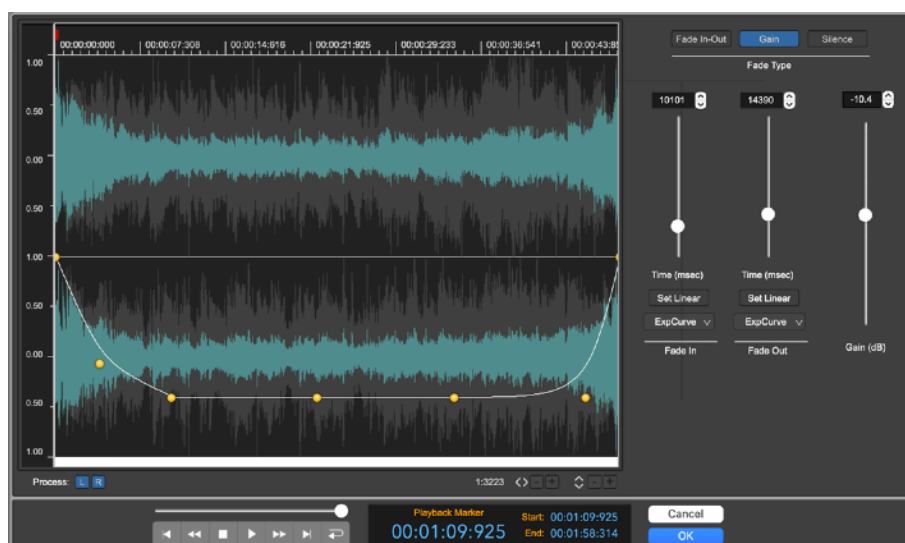 00:00:00:000 00:00:07:308 00:00:14:616 00:00:21:925 00:00:29:233 00:00:36:541 00:00:43:85
Fade In-Out Gain Silence
Fade Type
10101 14390 -10.4
1.00
0.50
0.00
0.50
1.00
0.50
0.00
0.50
1.00
Time (msec) Time (msec)
Set Linear Set Linear
ExpCurve ExpCurve
Fade In Fade Out Gain (dB)
Process: L R 1:3223
Playback Marker
00:01:09:925
Start: 00:01:09:925
End: 00:01:58:314
Cancel
OK